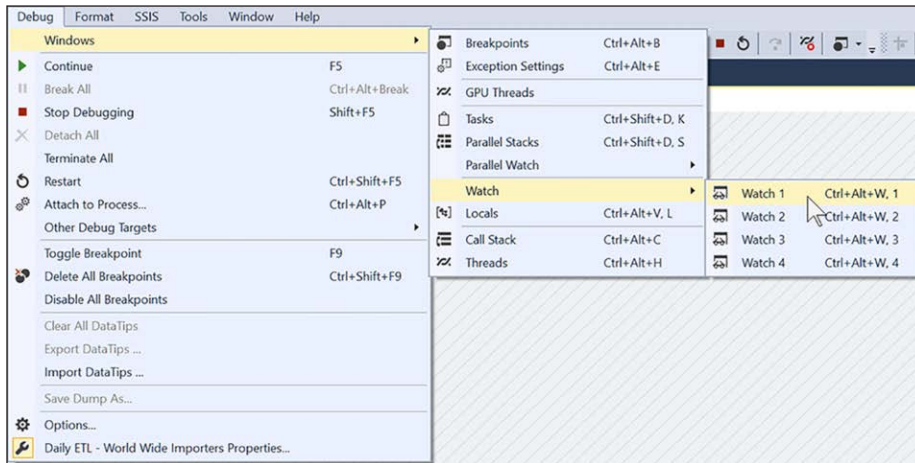 Debug Format SSIS Tools Window Help
Windows
Continue F5
Break All Ctrl+Alt+Break
Stop Debugging Shift+F5
Detach All
Terminate All
Restart Ctrl+Shift+F5
Attach to Process... Ctrl+Alt+P
Other Debug Targets
Toggle Breakpoint F9
Delete All Breakpoints Ctrl+Shift+F9
Disable All Breakpoints
Clear All DataTips
Export DataTips ...
Import DataTips ...
Save Dump As...
Options...
Daily ETL - World Wide Importers Properties...
Breakpoints Ctrl+Alt+B
Exception Settings Ctrl+Alt+E
GPU Threads
Tasks Ctrl+Shift+D, K
Parallel Stacks Ctrl+Shift+D, S
Parallel Watch
Watch
Locals Ctrl+Alt+V, L
Call Stack Ctrl+Alt+C
Threads Ctrl+Alt+H
Watch 1 Ctrl+Alt+W, 1
Watch 2 Ctrl+Alt+W, 2
Watch 3 Ctrl+Alt+W, 3
Watch 4 Ctrl+Alt+W, 4